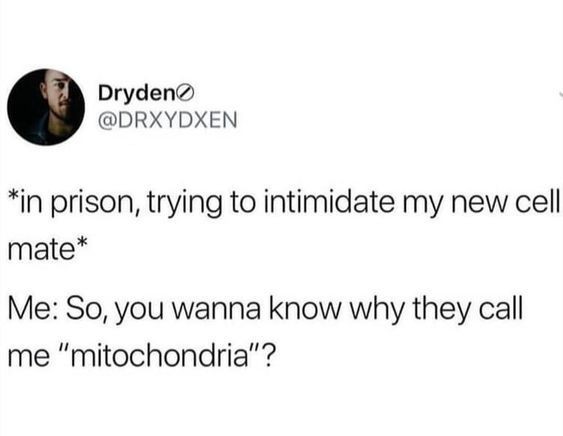 Dryden
@DRXYDXEN
*in prison, trying to intimidate my new cell
mate*
Me: So, you wanna know why they call
me "mitochondria"?